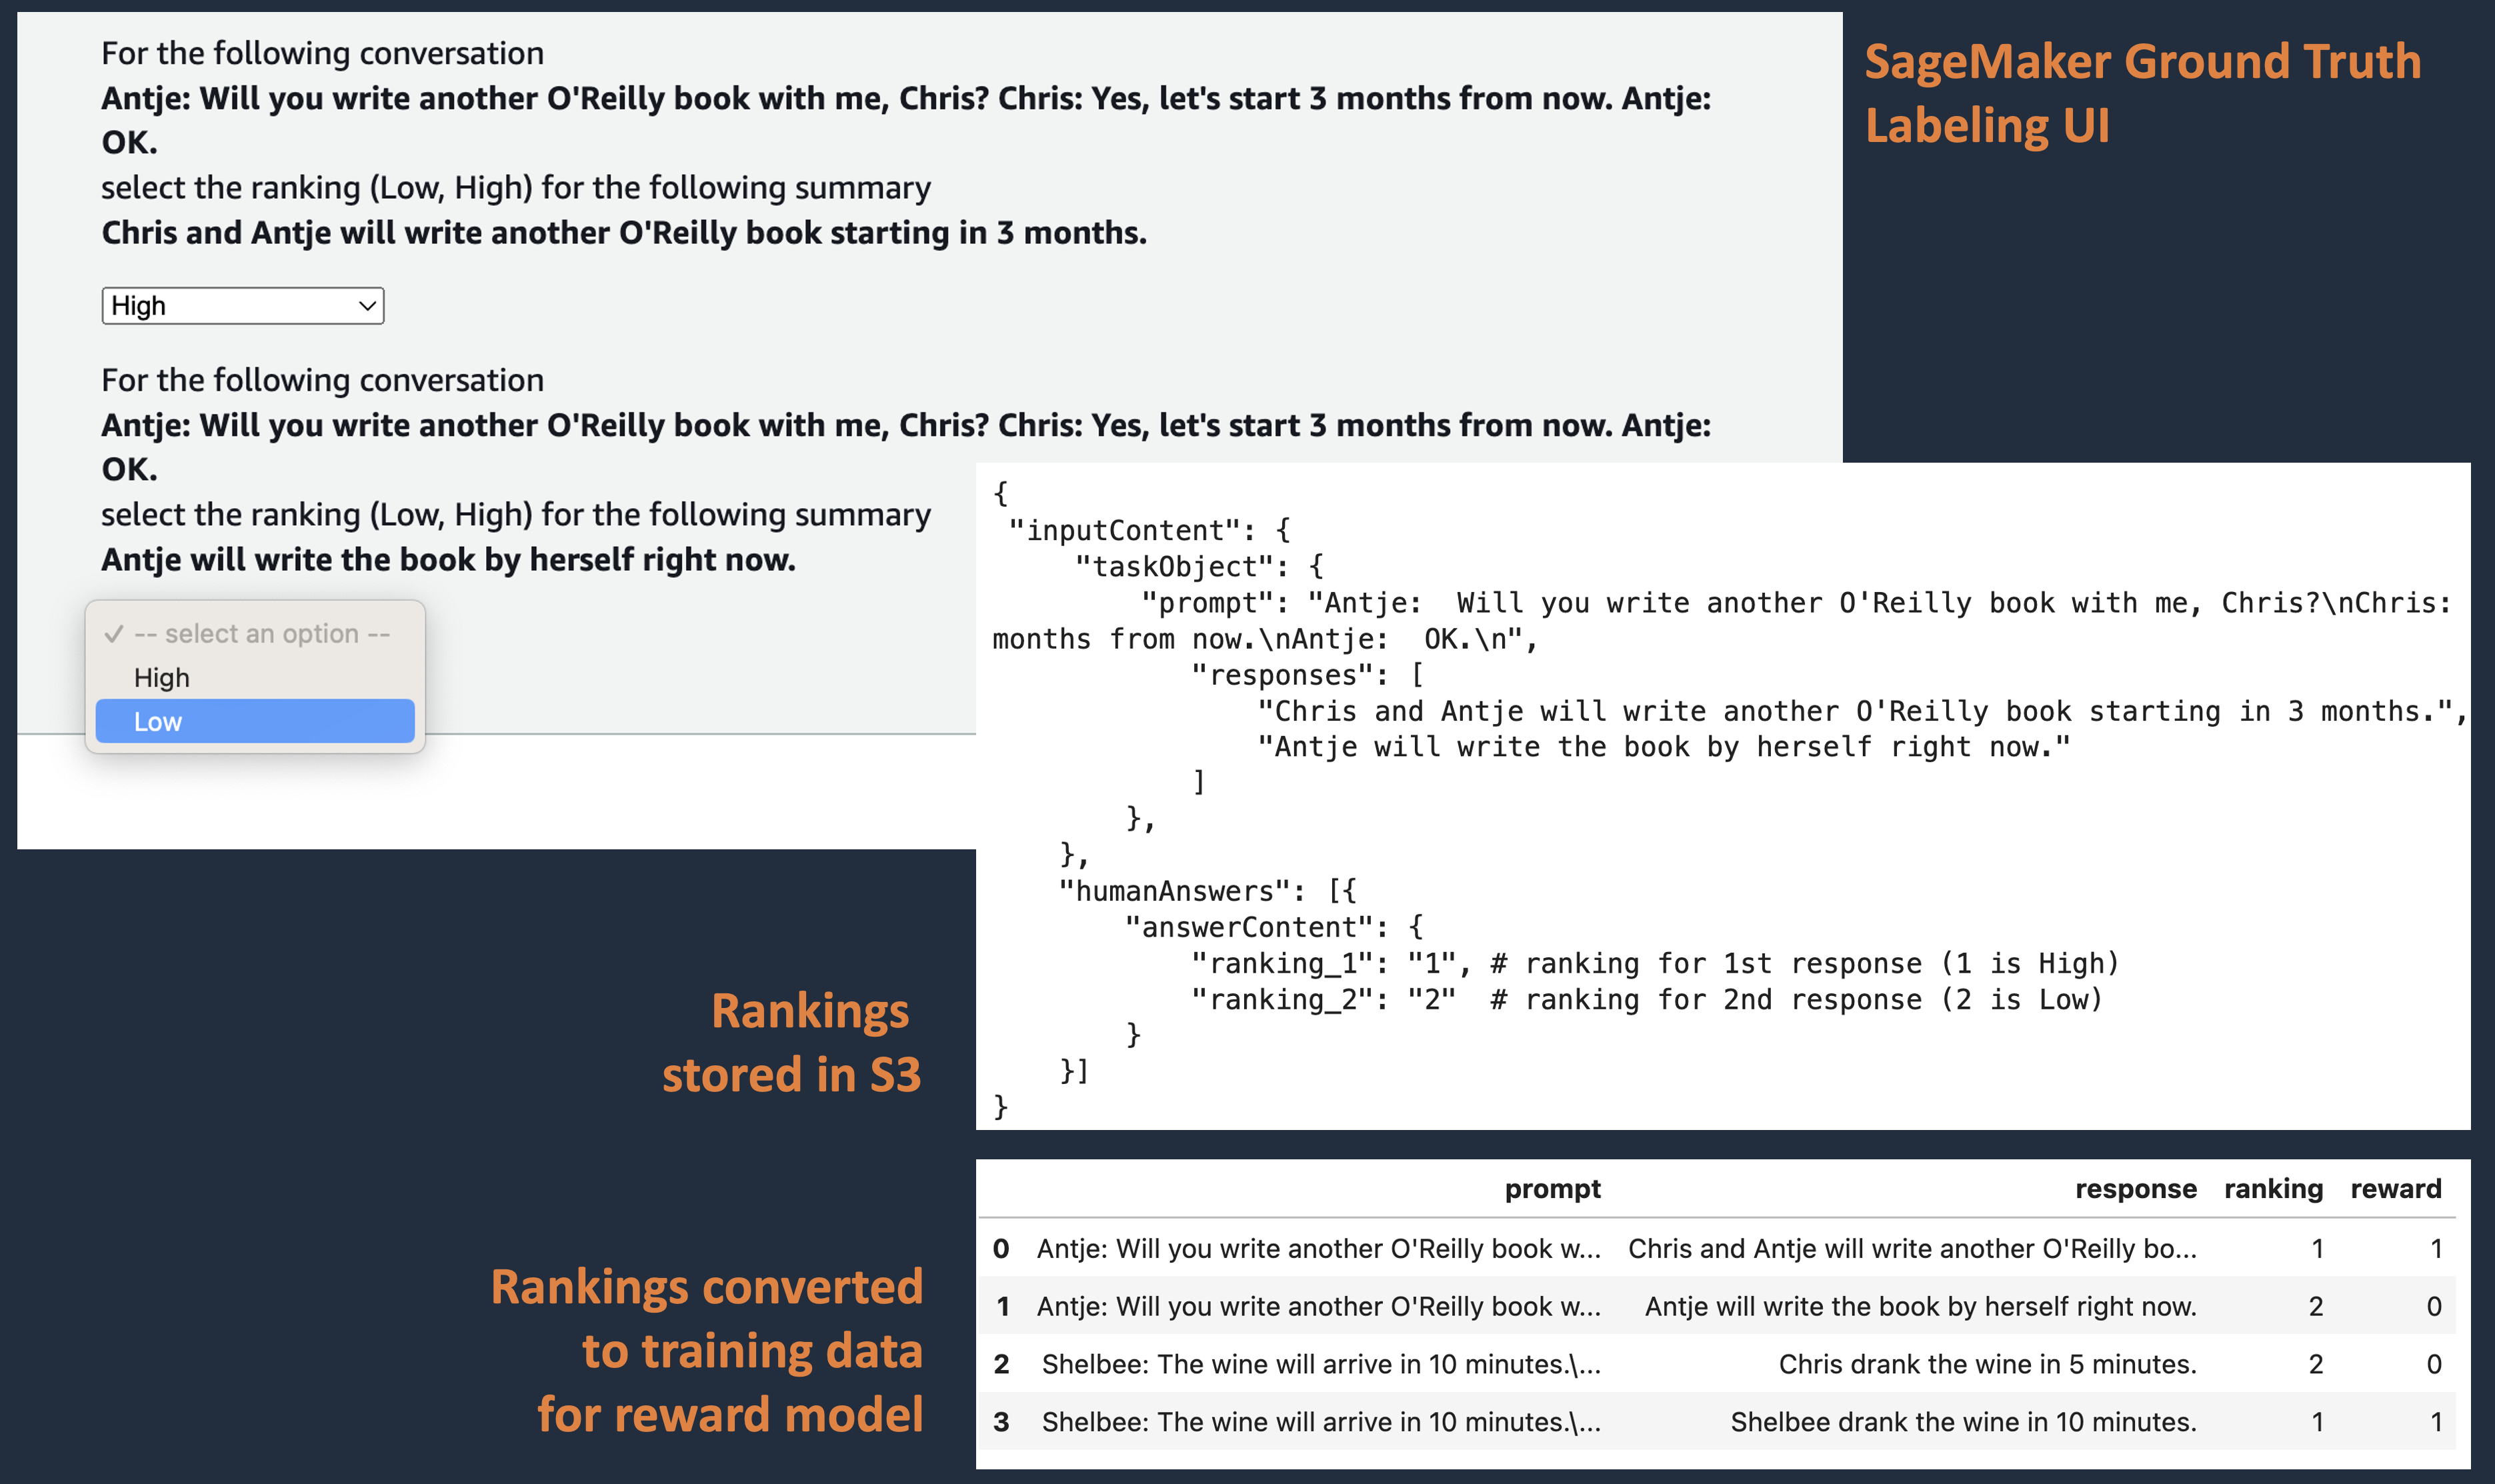 For the following conversation
Antje: Will you write another O'Reilly book with me, Chris? Chris: Yes, let's start 3 months from now. Antje:
OK.
select the ranking (Low, High) for the following summary
Chris and Antje will write another O'Reilly book starting in 3 months.
High
For the following conversation
Antje: Will you write another O'Reilly book with me, Chris? Chris: Yes, let's start 3 months from now. Antje:
OK.
select the ranking (Low, High) for the following summary
Antje will write the book by herself right now.
✓ -- select an option --
High
Low
SageMaker Ground Truth
Labeling UI
{
"inputContent": {
"taskObject": {
"prompt": "Antje:  Will you write another O'Reilly book with me, Chris?\nChris:
months from now.\nAntje:  OK.\n",
"responses": [
"Chris and Antje will write another O'Reilly book starting in 3 months.",
"Antje will write the book by herself right now."
]
},
},
"humanAnswers": [{
"answerContent": {
"ranking_1": "1", # ranking for 1st response (1 is High)
"ranking_2": "2"  # ranking for 2nd response (2 is Low)
}
}]
}
Rankings
stored in S3
Rankings converted
to training data
for reward model
prompt response ranking reward
0 Antje: Will you write another O'Reilly book w... Chris and Antje will write another O'Reilly bo... 1 1
1 Antje: Will you write another O'Reilly book w... Antje will write the book by herself right now. 2 0
2 Shelbee: The wine will arrive in 10 minutes.\... Chris drank the wine in 5 minutes. 2 0
3 Shelbee: The wine will arrive in 10 minutes.\... Shelbee drank the wine in 10 minutes. 1 1